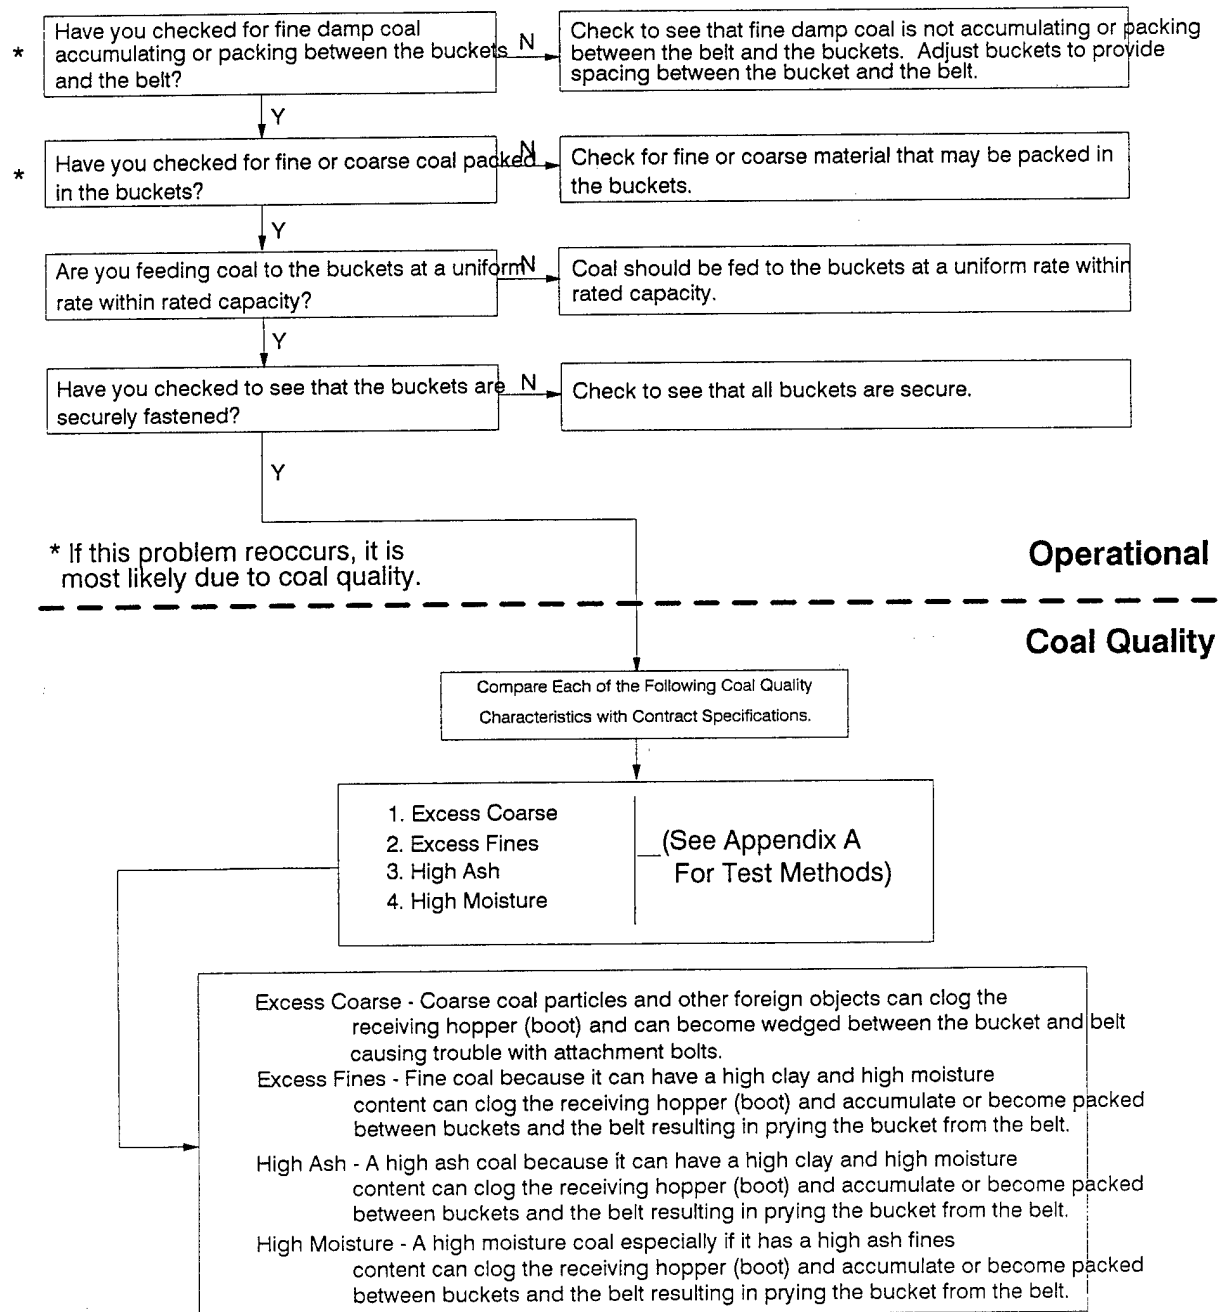 Have you checked for fine damp coal
accumulating or packing between the buckets
and the belt?
*
N
Check to see that fine damp coal is not accumulating or packing
between the belt and the buckets. Adjust buckets to provide
spacing between the bucket and the belt.
Y
Have you checked for fine or coarse coal packed
in the buckets?
*
N
Check for fine or coarse material that may be packed in
the buckets.
Y
Are you feeding coal to the buckets at a uniform
rate within rated capacity?
N
Coal should be fed to the buckets at a uniform rate within
rated capacity.
Y
Have you checked to see that the buckets are
securely fastened?
N
Check to see that all buckets are secure.
Y
* If this problem reoccurs, it is
most likely due to coal quality.
Operational
Coal Quality
Compare Each of the Following Coal Quality
Characteristics with Contract Specifications.
1. Excess Coarse
2. Excess Fines
3. High Ash
4. High Moisture
(See Appendix A
For Test Methods)
Excess Coarse - Coarse coal particles and other foreign objects can clog the
receiving hopper (boot) and can become wedged between the bucket and belt
causing trouble with attachment bolts.
Excess Fines - Fine coal because it can have a high clay and high moisture
content can clog the receiving hopper (boot) and accumulate or become packed
between buckets and the belt resulting in prying the bucket from the belt.
High Ash - A high ash coal because it can have a high clay and high moisture
content can clog the receiving hopper (boot) and accumulate or become packed
between buckets and the belt resulting in prying the bucket from the belt.
High Moisture - A high moisture coal especially if it has a high ash fines
content can clog the receiving hopper (boot) and accumulate or become packed
between buckets and the belt resulting in prying the bucket from the belt.